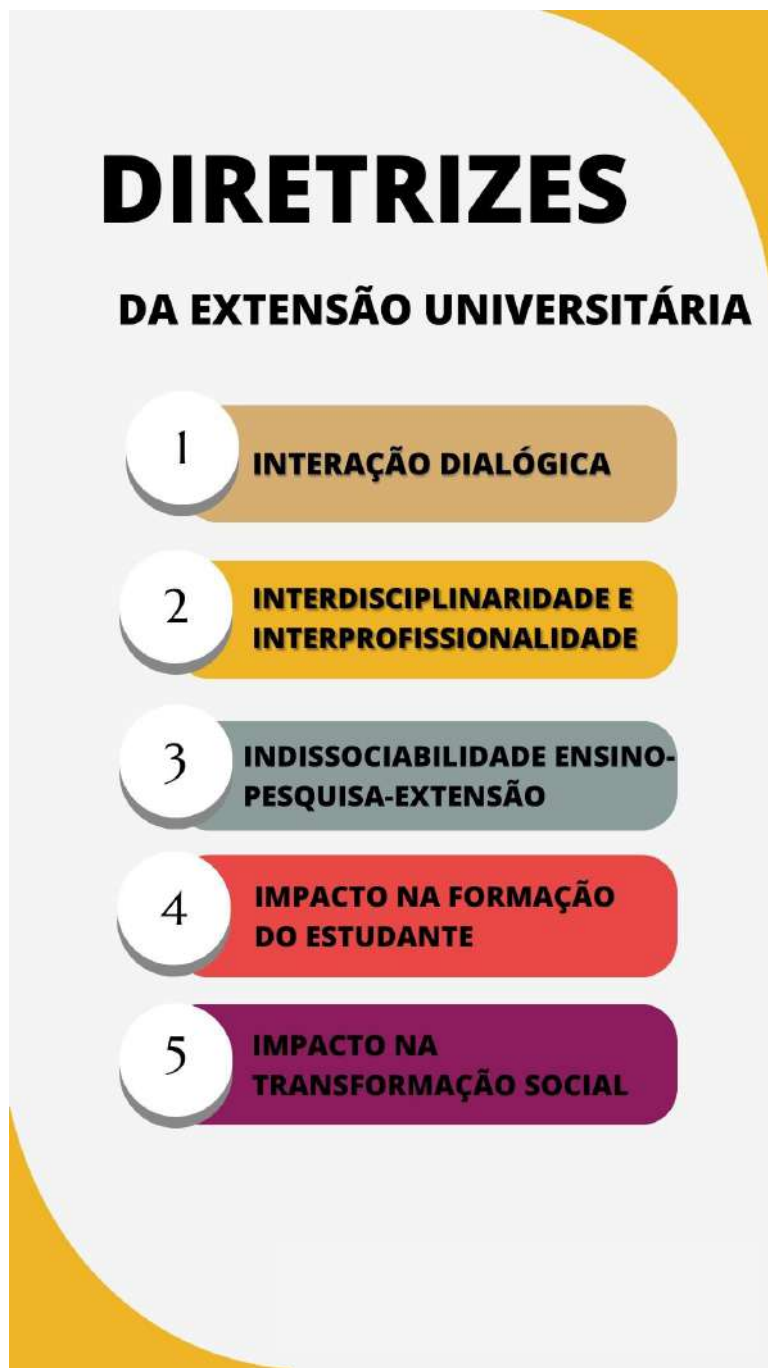 DIRETRIZES
DA EXTENSÃO UNIVERSITÁRIA
1
INTERAÇÃO DIALÓGICA
2
INTERDISCIPLINARIDADE E
INTERPROFISSIONALIDADE
3
INDISSOCIABILIDADE ENSINO-
PESQUISA-EXTENSÃO
4
IMPACTO NA FORMAÇÃO
DO ESTUDANTE
5
IMPACTO NA
TRANSFORMAÇÃO SOCIAL